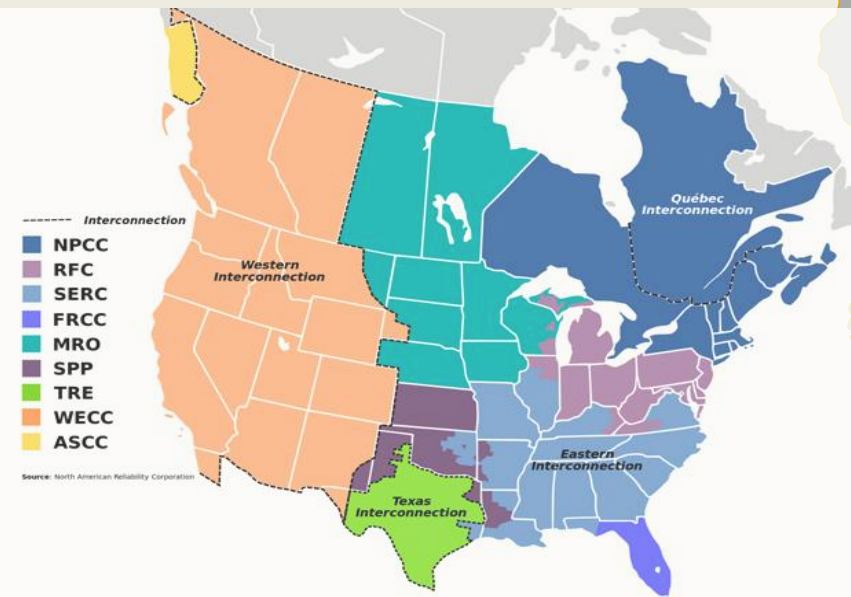 Interconnection
NPCC
RFC
SERC
FRCC
MRO
SPP
TRE
WECC
ASCC
Source: North American Reliability Corporation
Western
Interconnection
Québec
Interconnection
Eastern
Interconnection
Texas
Interconnection